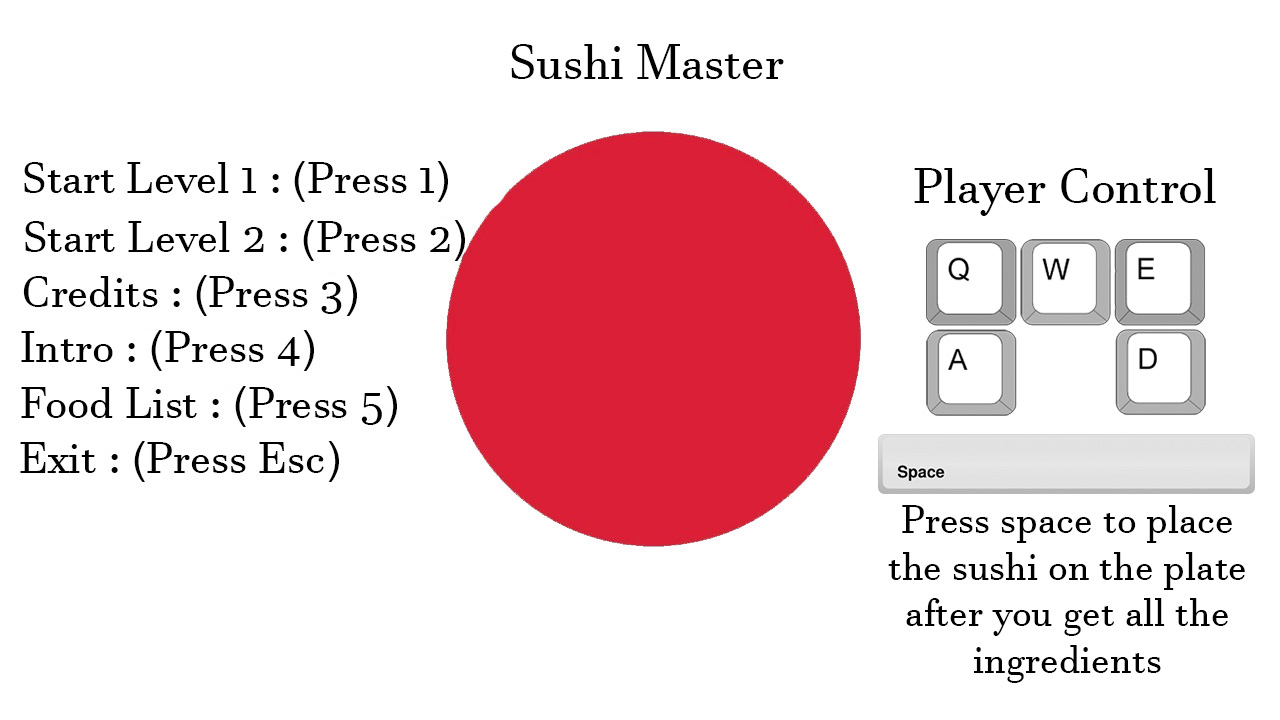 Sushi Master
Start Level 1 : (Press 1)
Start Level 2 : (Press 2)
Credits : (Press 3)
Intro : (Press 4)
Food List : (Press 5)
Exit : (Press Esc)
Player Control
Q W E
A D
Space
Press space to place
the sushi on the plate
after you get all the
ingredients